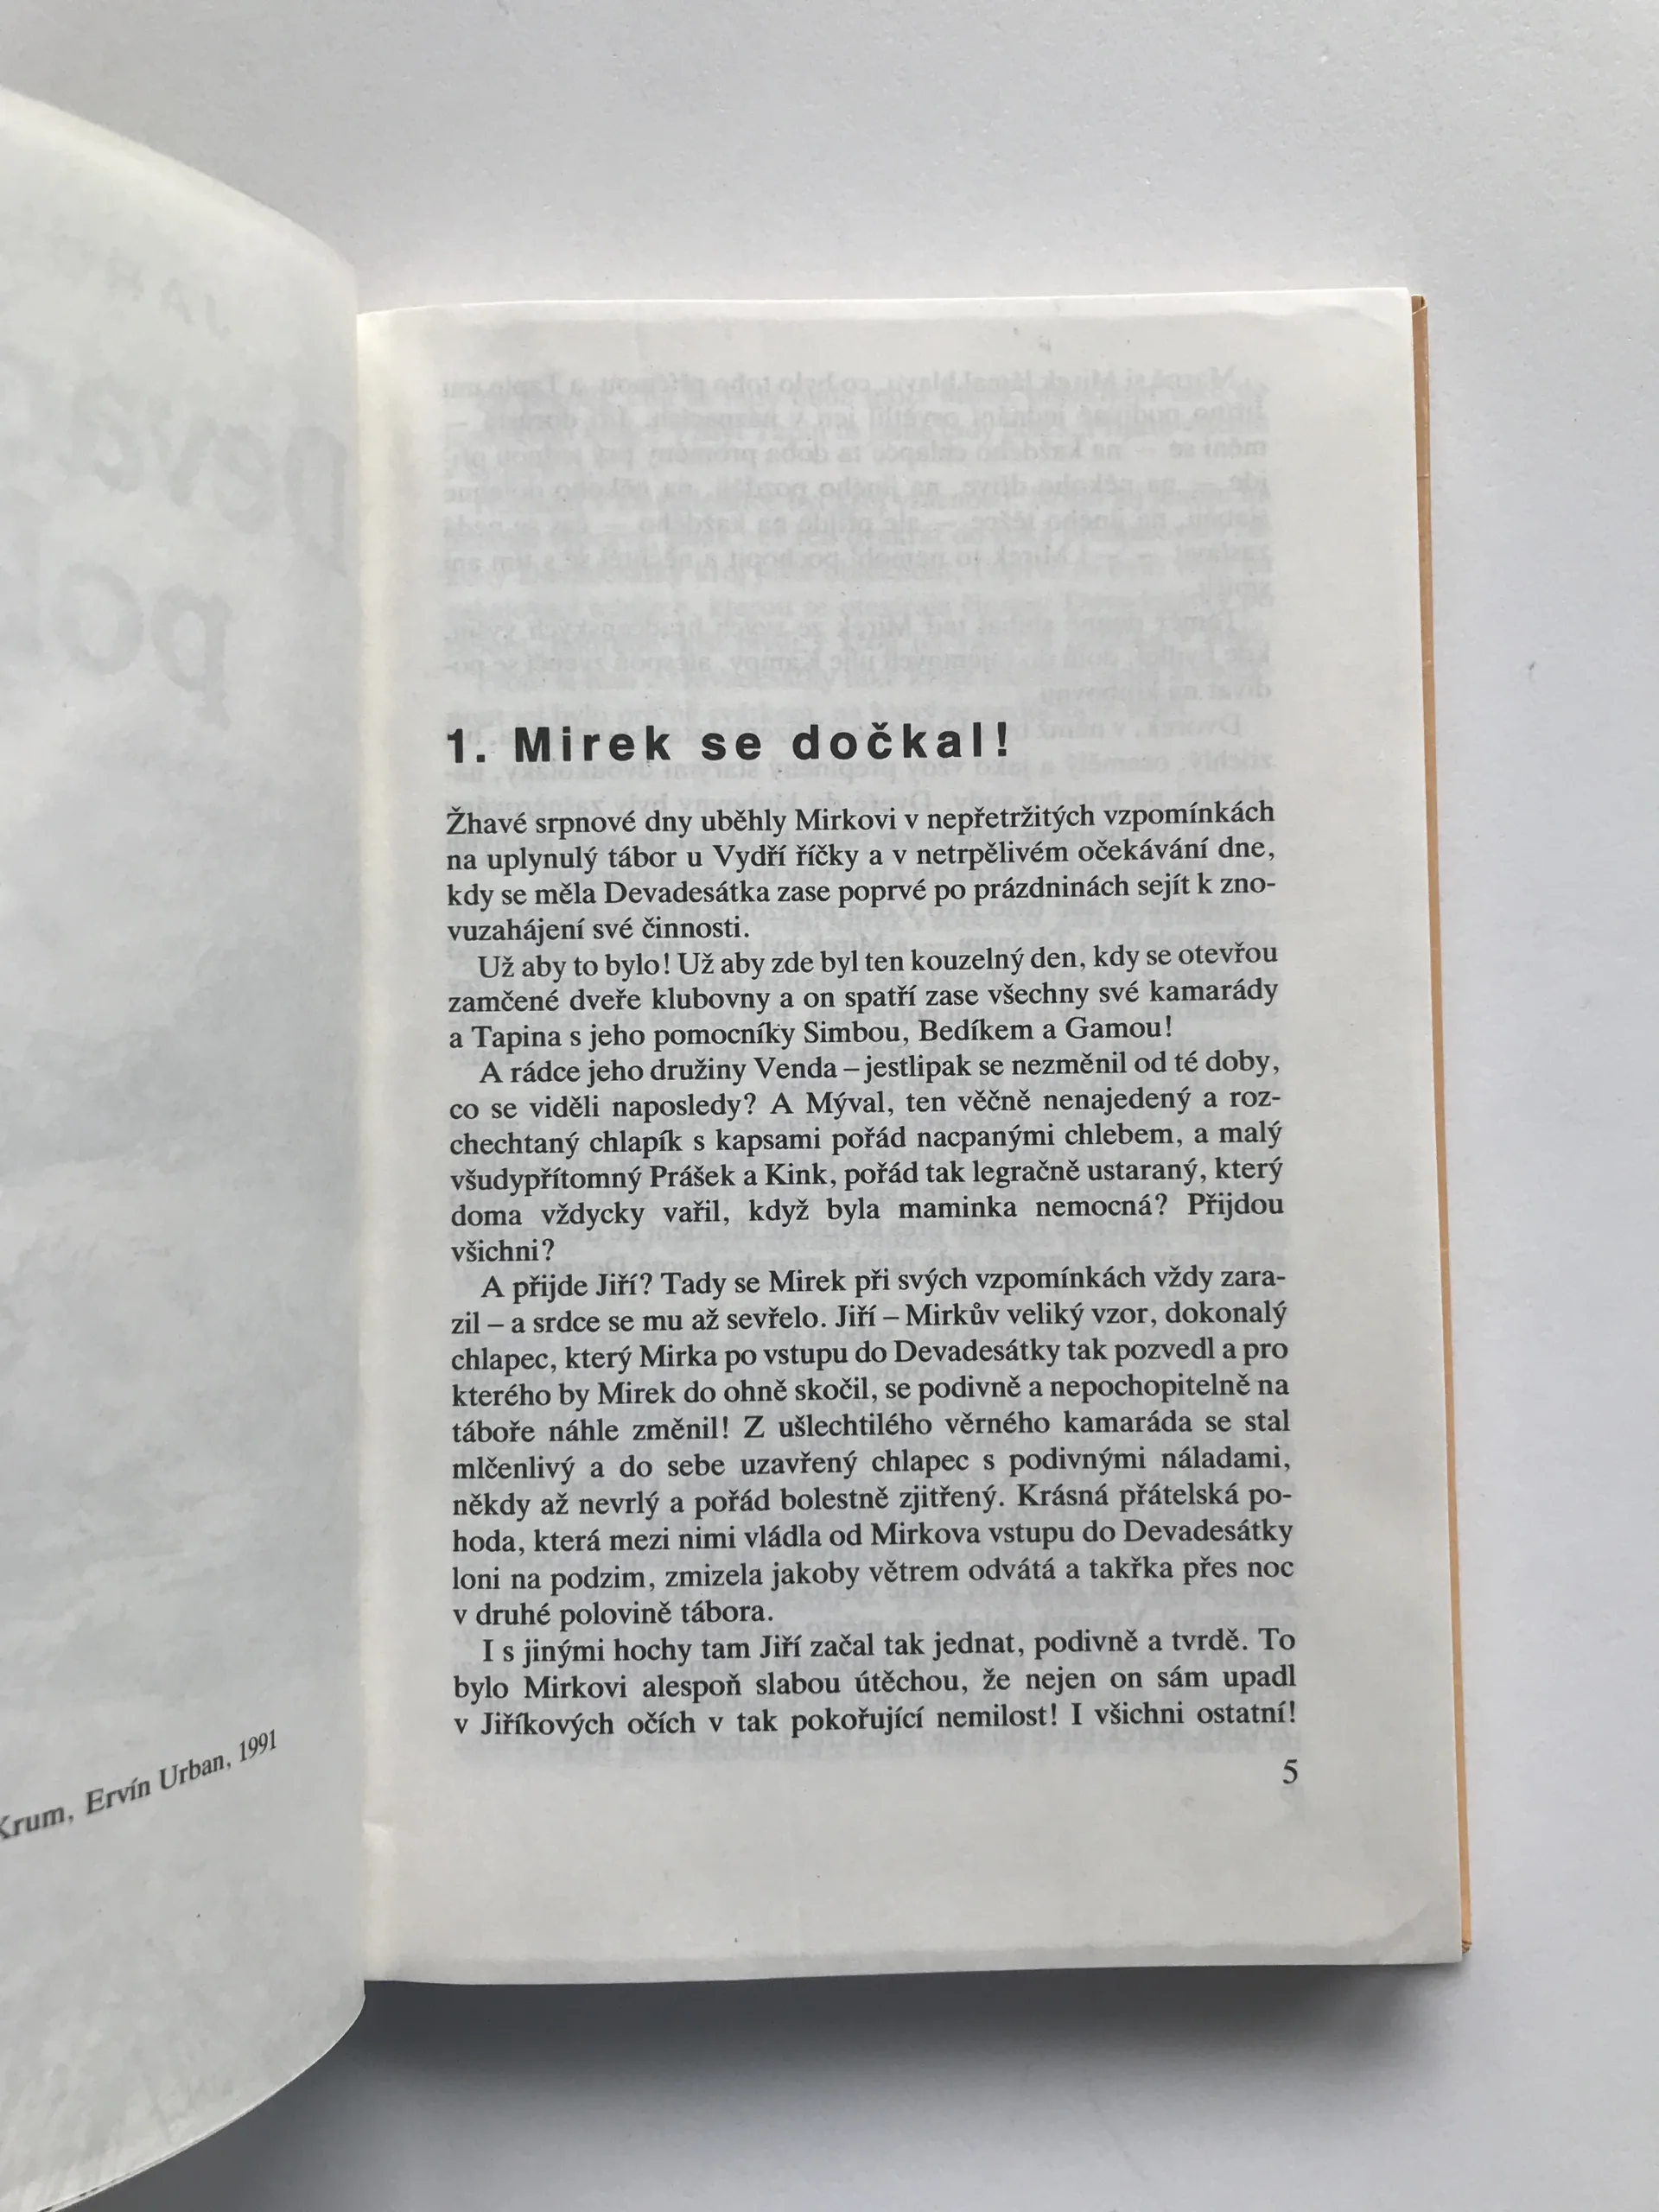 Krum, Ervín Urban, 1991
1. Mirek se dočkal!
Žhavé srpnové dny uběhly Mirkovi v nepřetržitých vzpomínkách
na uplynulý tábor u Vydří říčky a v netrpělivém očekávání dne,
kdy se měla Devadesátka zase poprvé po prázdninách sejít k zno-
vuzahájení své činnosti.
Už aby to bylo! Už aby zde byl ten kouzelný den, kdy se otevřou
zamčené dveře klubovny a on spatří zase všechny své kamarády
a Tapina s jeho pomocníky Simbou, Bedíkem a Gamou!
A rádce jeho družiny Venda – jestlipak se nezměnil od té doby,
co se viděli naposledy? A Mýval, ten věčně nenajedený a roz-
chechtaný chlapík s kapsami pořád nacpanými chlebem, a malý
všudypřítomný Prášek a Kink, pořád tak legračně ustaraný, který
doma vždycky vařil, když byla maminka nemocná? Přijdou
všichni?
A přijde Jiří? Tady se Mirek při svých vzpomínkách vždy zara-
zil – a srdce se mu až sevřelo. Jiří – Mirkův veliký vzor, dokonalý
chlapec, který Mirka po vstupu do Devadesátky tak pozvedl a pro
kterého by Mirek do ohně skočil, se podivně a nepochopitelně na
táboře náhle změnil! Z ušlechtilého věrného kamaráda se stal
mlčenlivý a do sebe uzavřený chlapec s podivnými náladami,
někdy až nevrlý a pořád bolestně zjitřený. Krásná přátelská po-
hoda, která mezi nimi vládla od Mirkova vstupu do Devadesátky
loni na podzim, zmizela jakoby větrem odvátá a takřka přes noc
v druhé polovině tábora.
I s jinými hochy tam Jiří začal tak jednat, podivně a tvrdě. To
bylo Mirkovi alespoň slabou útěchou, že nejen on sám upadl
v Jiříkových očích v tak pokořující nemilost! I všichni ostatní!
5